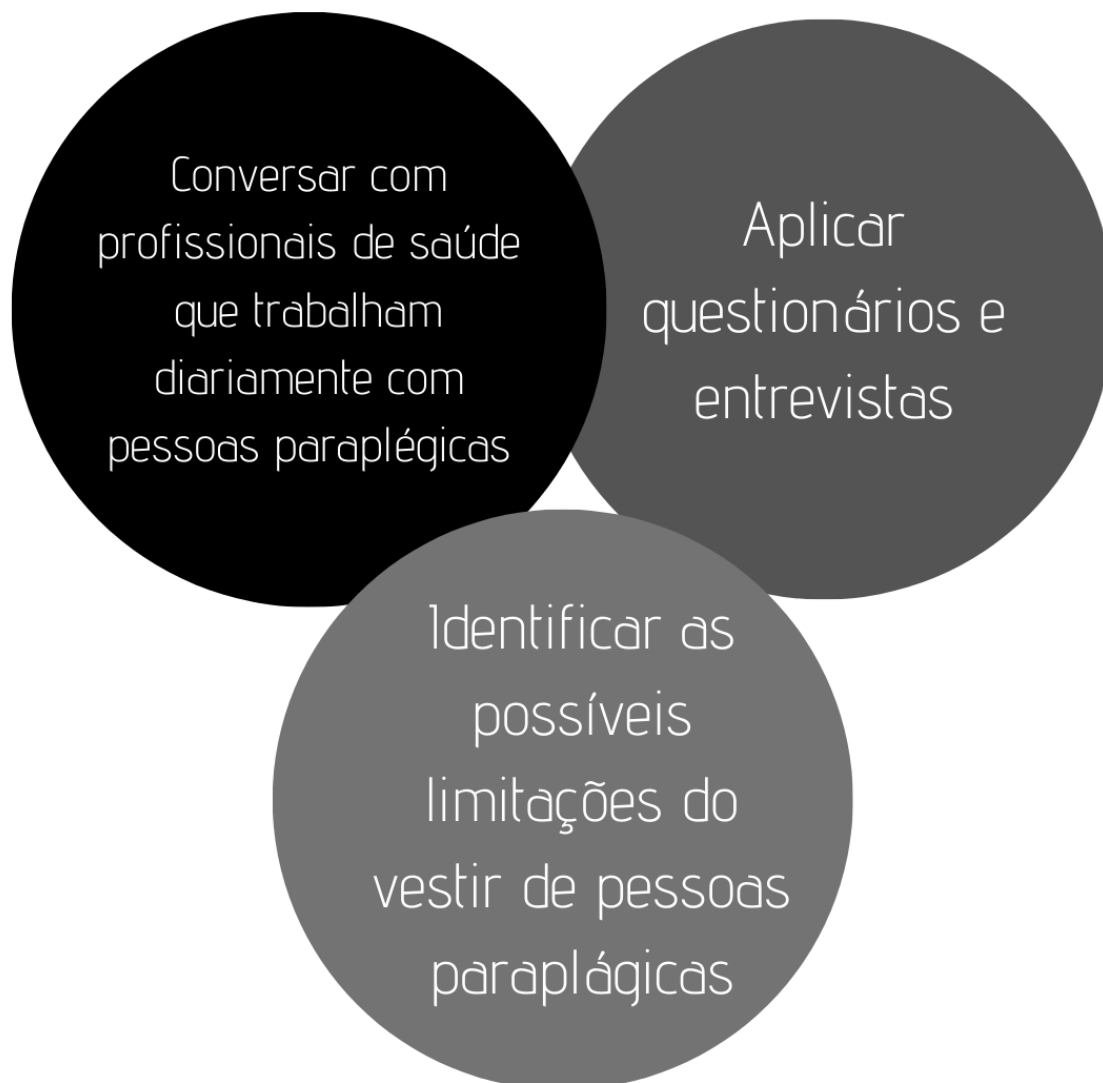 Conversar com
profissionais de saúde
que trabalham
diariamente com
pessoas paraplégicas
Aplicar
questionários e
entrevistas
Identificar as
possíveis
limitações do
vestir de pessoas
paraplágicas